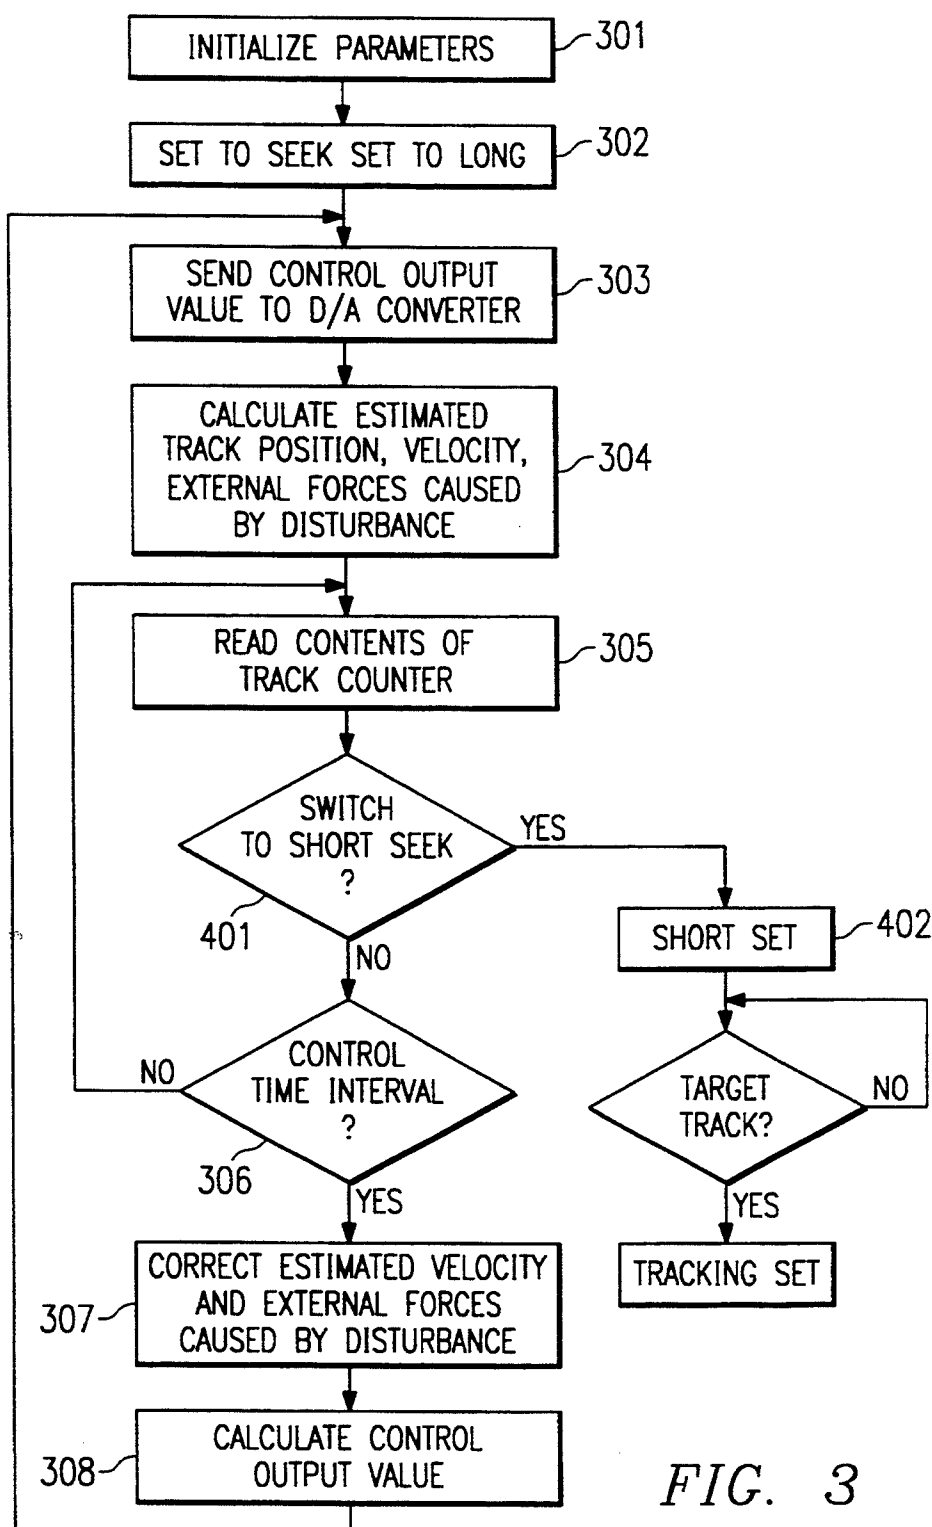 INITIALIZE PARAMETERS
301
SET TO SEEK SET TO LONG
302
SEND CONTROL OUTPUT
VALUE TO D/A CONVERTER
303
CALCULATE ESTIMATED
TRACK POSITION, VELOCITY,
EXTERNAL FORCES CAUSED
BY DISTURBANCE
304
READ CONTENTS OF
TRACK COUNTER
305
SWITCH
TO SHORT SEEK
?
YES
401
NO
SHORT SET
402
CONTROL
TIME INTERVAL
?
NO
306
YES
TARGET
TRACK?
NO
YES
TRACKING SET
CORRECT ESTIMATED VELOCITY
AND EXTERNAL FORCES
CAUSED BY DISTURBANCE
307
CALCULATE CONTROL
OUTPUT VALUE
308
FIG. 3